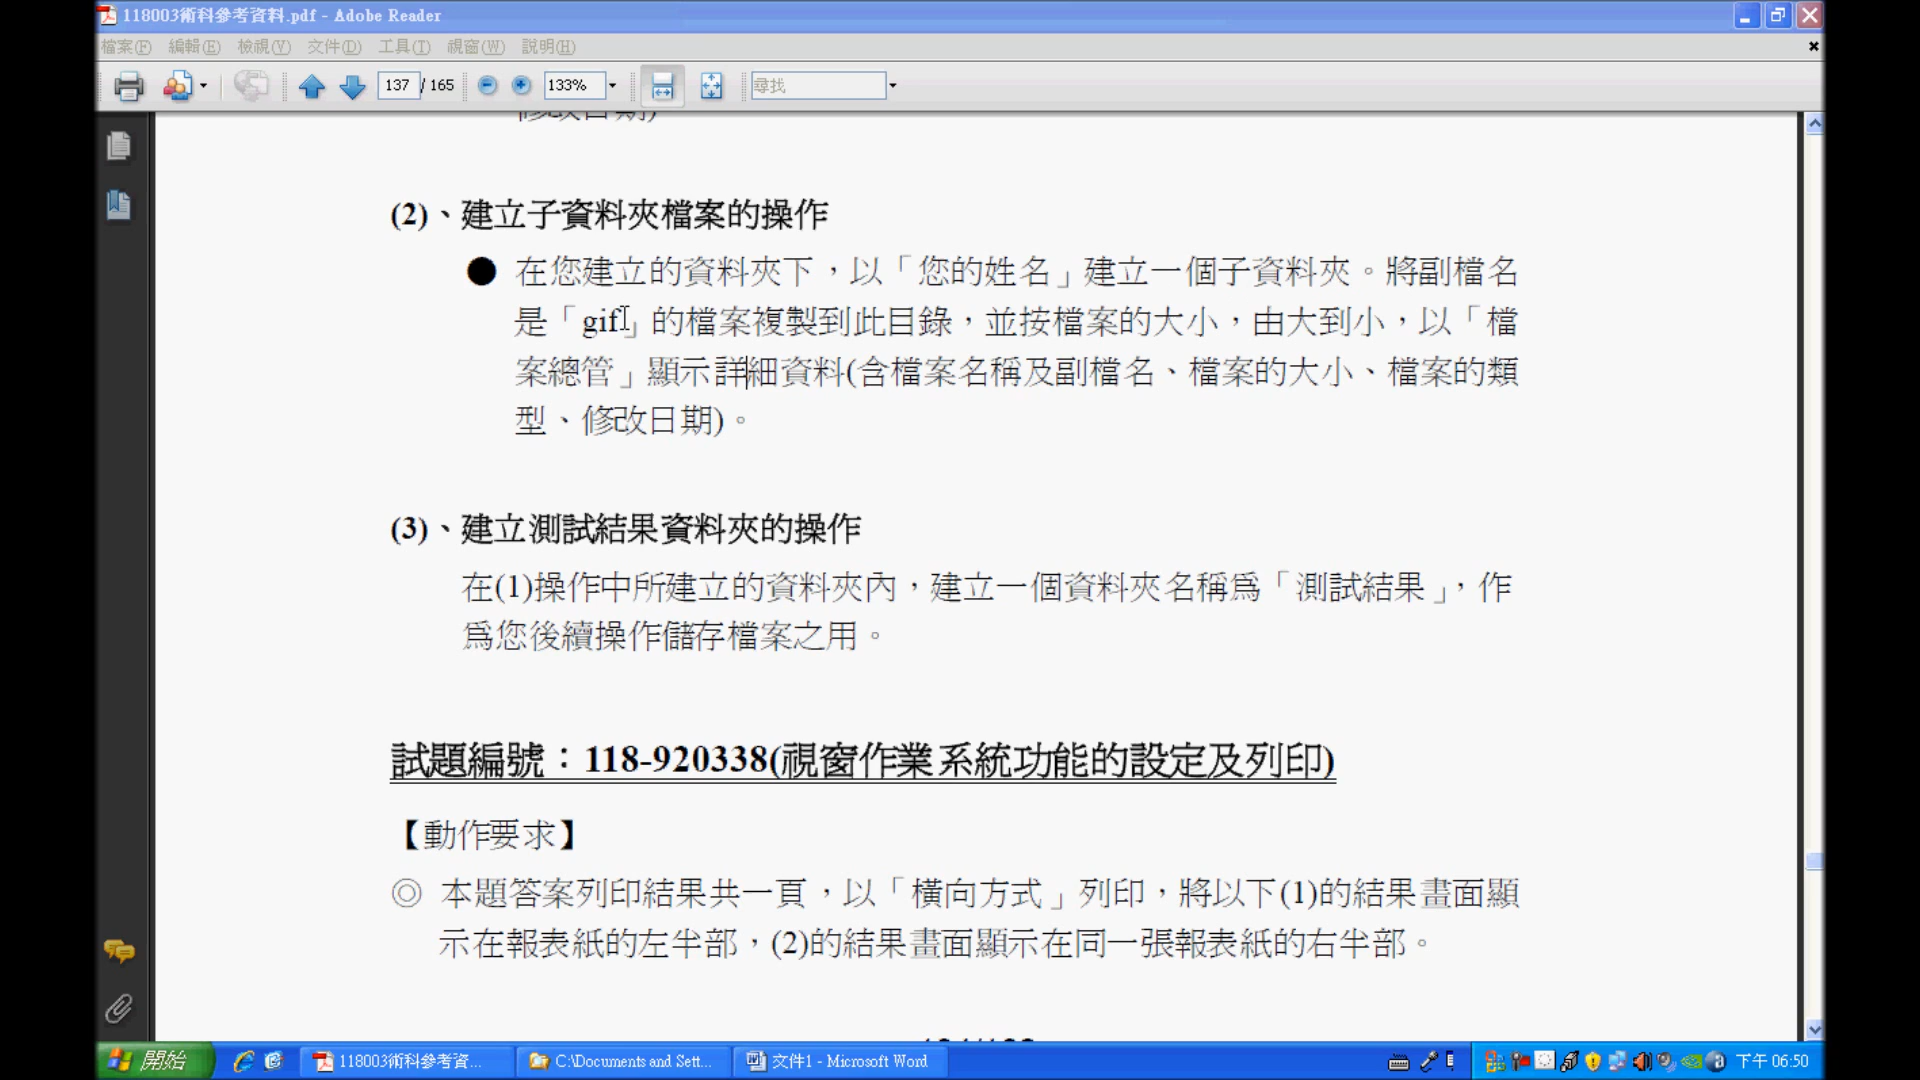 118003術科參考資料.pdf - Adobe Reader
檔案(F) 編輯(E) 檢視(V) 文件(D) 工具(T) 視窗(W) 說明(H)
137 / 165 133% 尋找
修改日期)
(2)、建立子資料夾檔案的操作
● 在您建立的資料夾下，以「您的姓名」建立一個子資料夾。將副檔名
是「gif」的檔案複製到此目錄，並按檔案的大小，由大到小，以「檔
案總管」顯示詳細資料(含檔案名稱及副檔名、檔案的大小、檔案的類
型、修改日期)。
(3)、建立測試結果資料夾的操作
在(1)操作中所建立的資料夾內，建立一個資料夾名稱為「測試結果」，作
為您後續操作儲存檔案之用。
試題編號：118-920338(視窗作業系統功能的設定及列印)
【動作要求】
◎ 本題答案列印結果共一頁，以「橫向方式」列印，將以下(1)的結果畫面顯
示在報表紙的左半部，(2)的結果畫面顯示在同一張報表紙的右半部。
開始 118003術科參考資... C:\Documents and Sett... 文件1 - Microsoft Word 下午 06:50